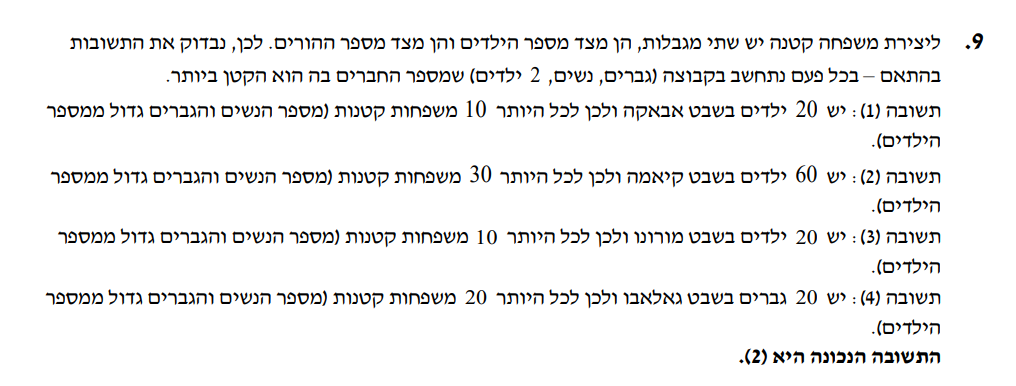 9. ליצירת משפחה קטנה יש שתי מגבלות, הן מצד מספר הילדים והן מצד מספר ההורים. לכן, נבדוק את התשובות
בהתאם – בכל פעם נתחשב בקבוצה (גברים, נשים, 2 ילדים) שמספר החברים בה הוא הקטן ביותר.
תשובה (1): יש 20 ילדים בשבט אבאקה ולכן לכל היותר 10 משפחות קטנות (מספר הנשים והגברים גדול ממספר
הילדים).
תשובה (2): יש 60 ילדים בשבט קיאמה ולכן לכל היותר 30 משפחות קטנות (מספר הנשים והגברים גדול ממספר
הילדים).
תשובה (3): יש 20 ילדים בשבט מורונו ולכן לכל היותר 10 משפחות קטנות (מספר הנשים והגברים גדול ממספר
הילדים).
תשובה (4): יש 20 גברים בשבט גאלאבו ולכן לכל היותר 20 משפחות קטנות (מספר הנשים והגברים גדול ממספר
הילדים).
התשובה הנכונה היא (2).